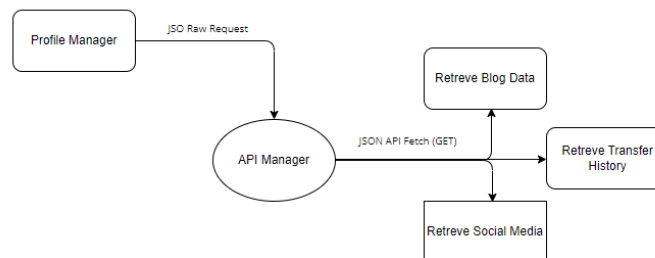 Profile Manager
JSO Raw Request
Retreve Blog Data
API Manager
JSON API Fetch (GET)
Retreve Transfer
History
Retreve Social Media